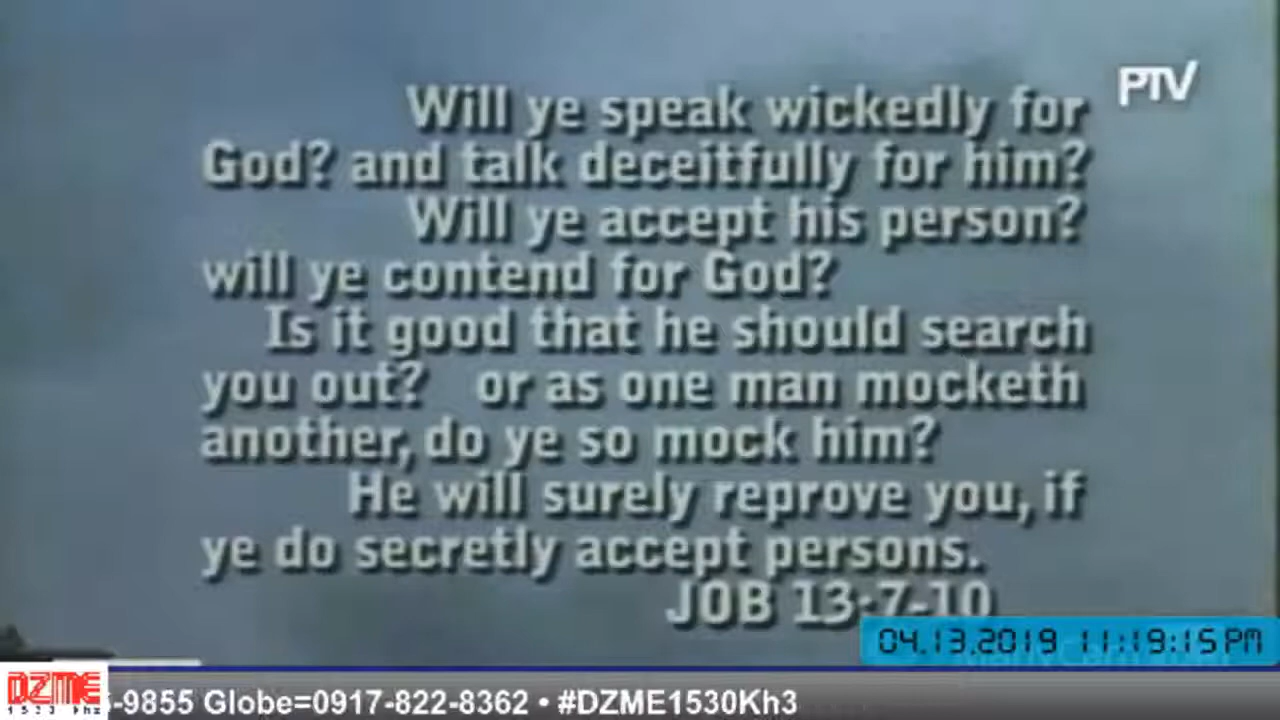 PTV
Will ye speak wickedly for
God? and talk deceitfully for him?
Will ye accept his person?
will ye contend for God?
Is it good that he should search
you out? or as one man mocketh
another, do ye so mock him?
He will surely reprove you, if
ye do secretly accept persons.
JOB 13:7-10
04.13.2019 11:19:15 PM
DZME
1530 khz
-9855 Globe=0917-822-8362 • #DZME1530Kh3